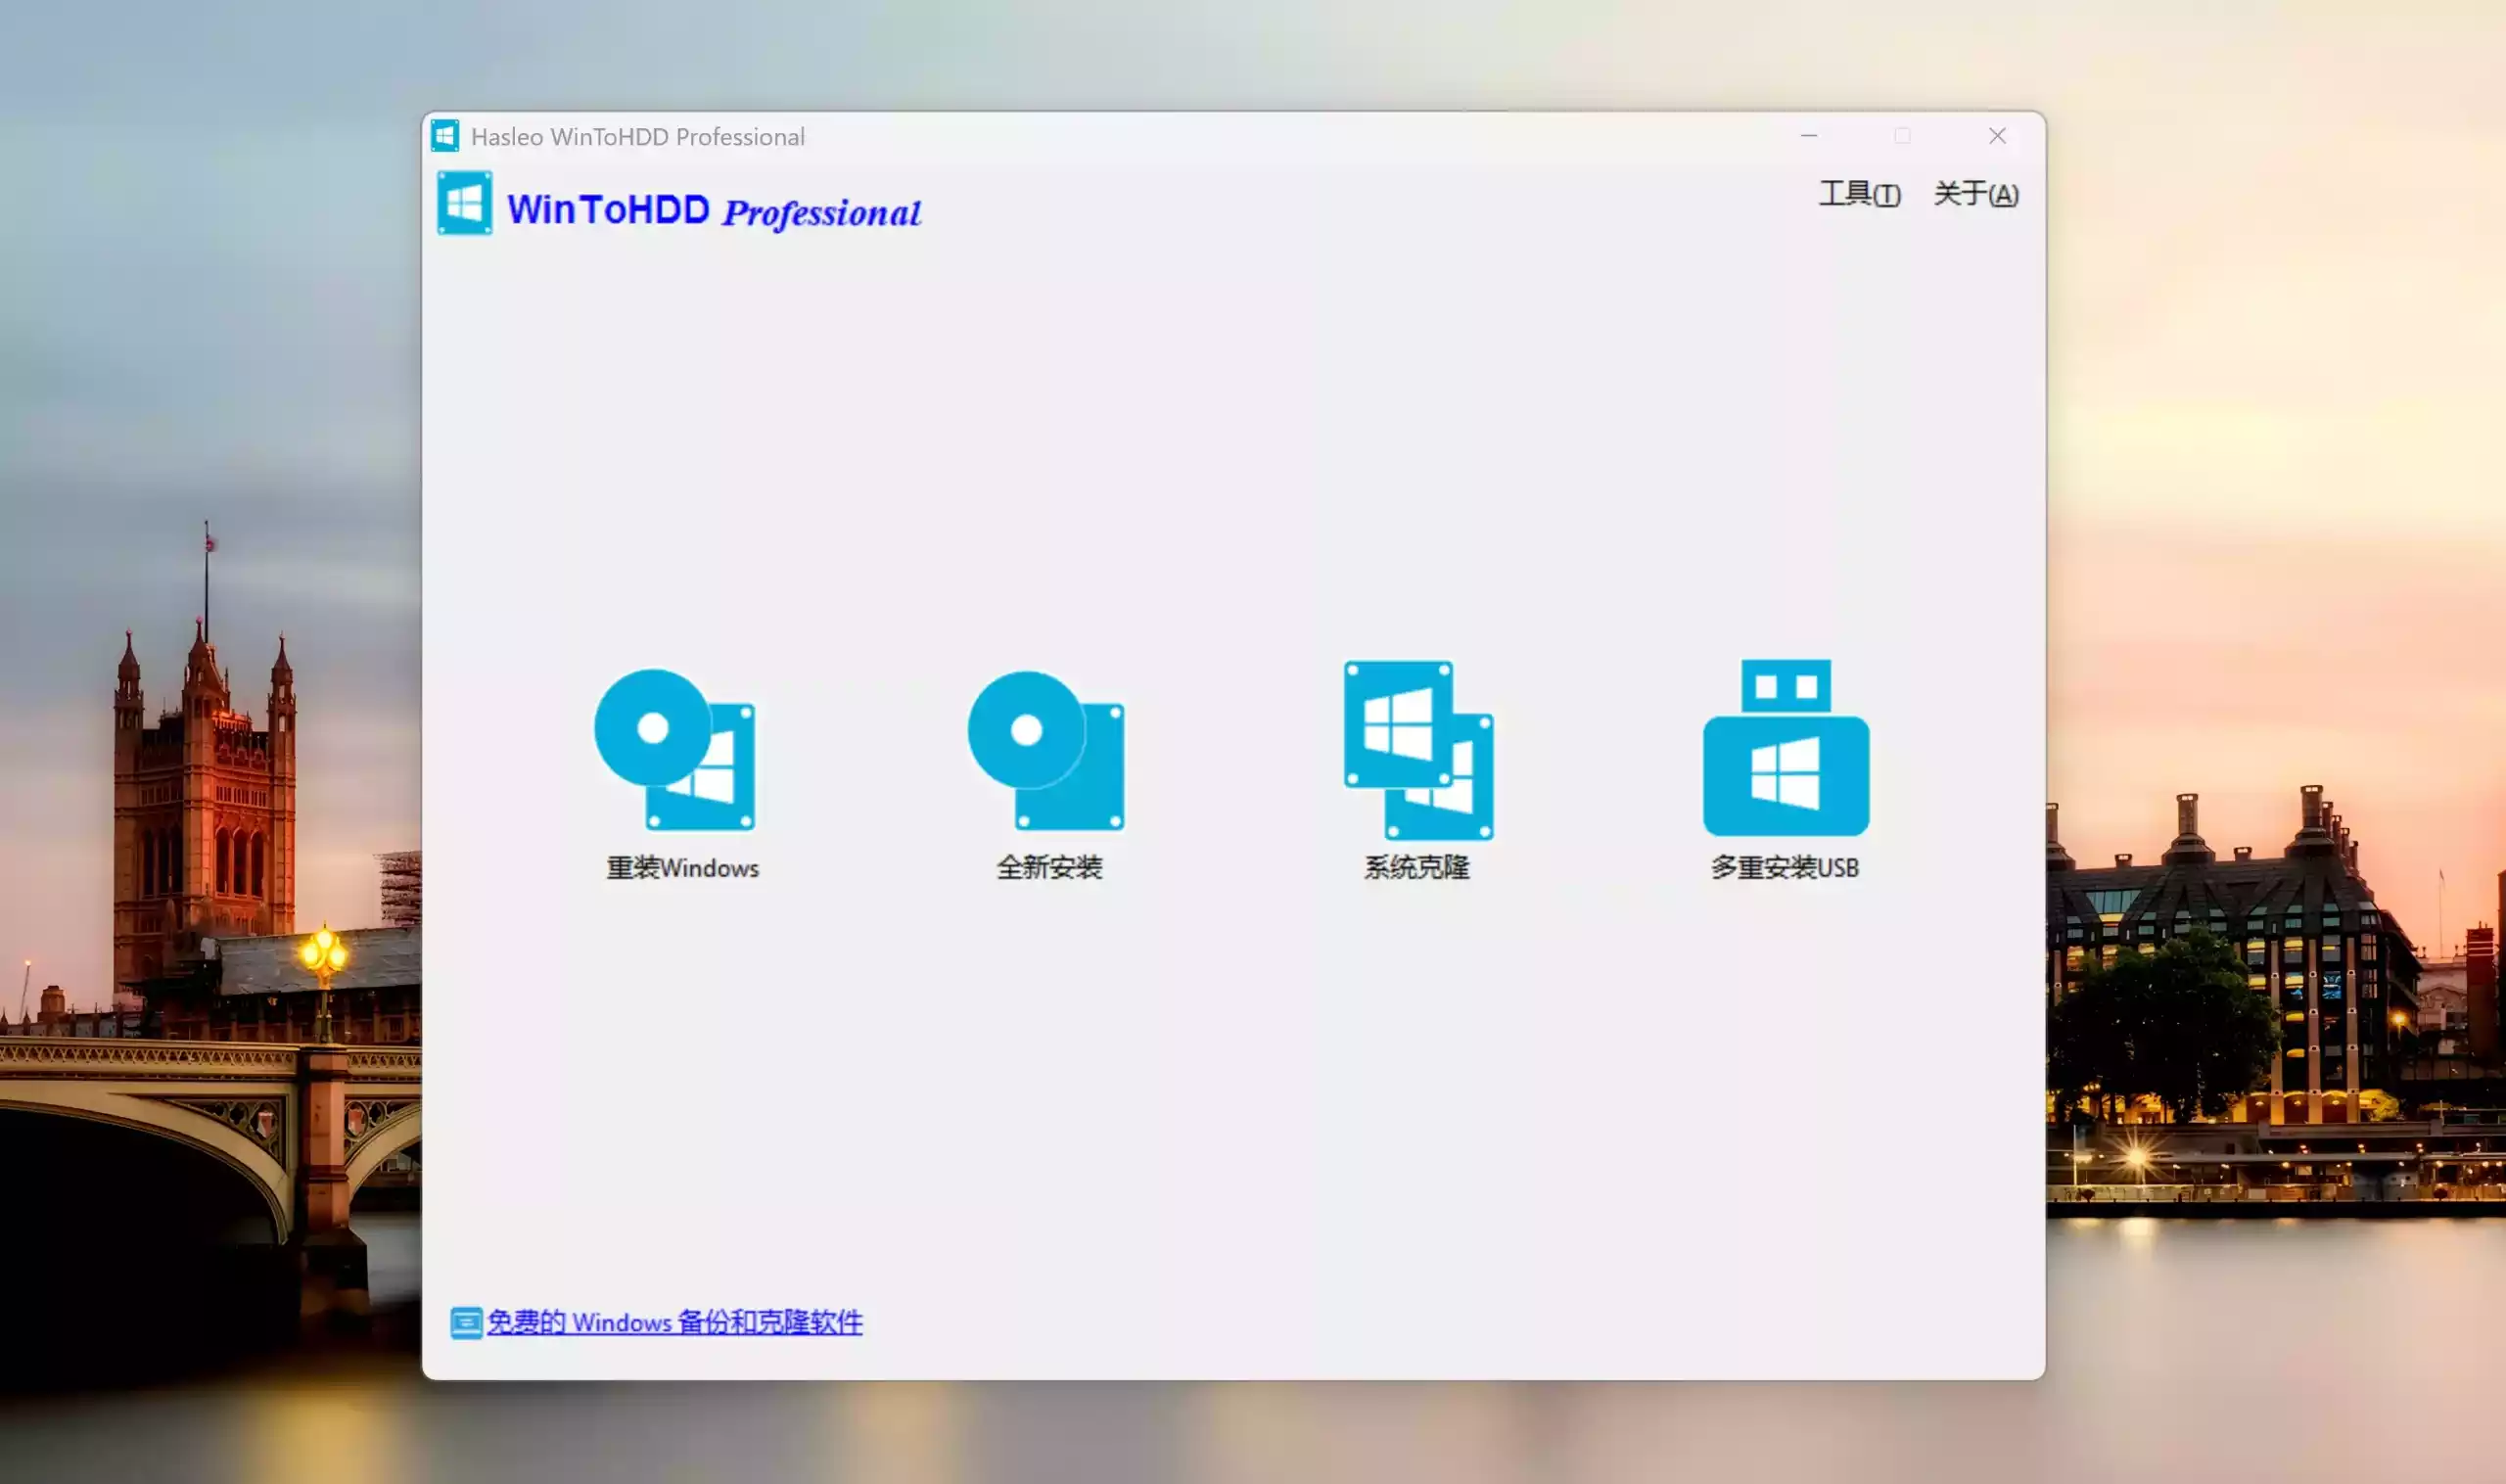 Hasleo WinToHDD Professional
WinToHDD Professional
工具(T) 关于(A)
重装Windows
全新安装
系统克隆
多重安装USB
免费的 Windows 备份和克隆软件